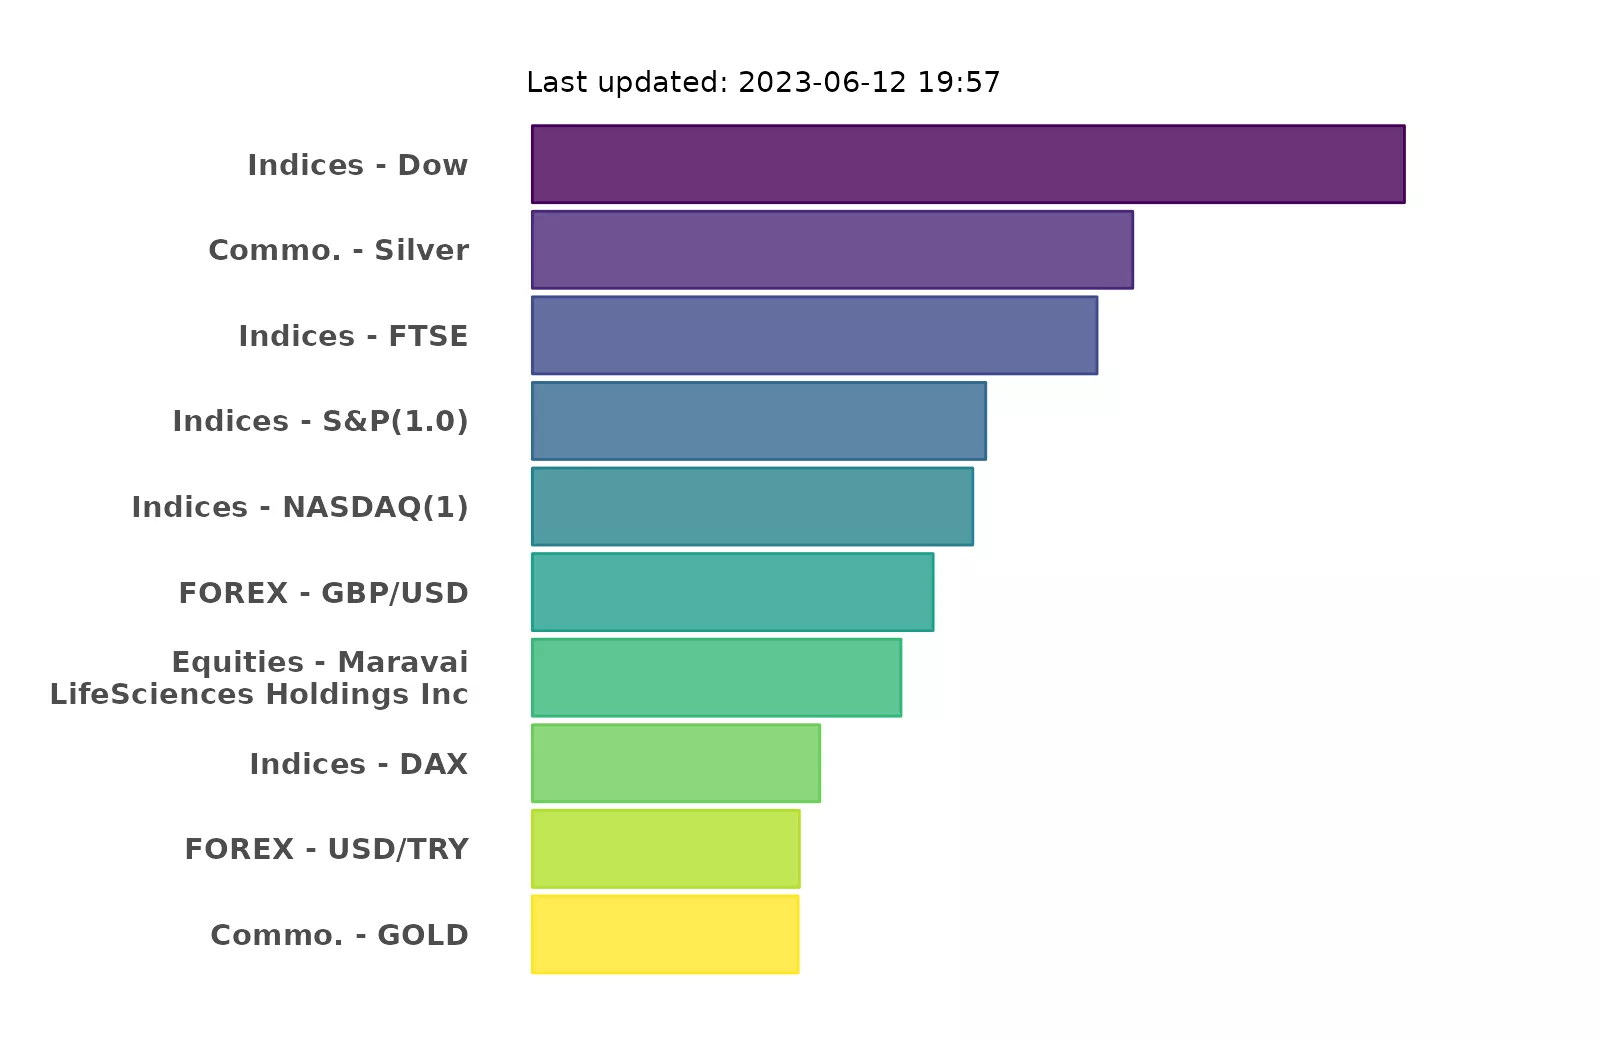 Last updated: 2023-06-12 19:57
Indices - Dow
Commo. - Silver
Indices - FTSE
Indices - S&P(1.0)
Indices - NASDAQ(1)
FOREX - GBP/USD
Equities - Maravai
LifeSciences Holdings Inc
Indices - DAX
FOREX - USD/TRY
Commo. - GOLD